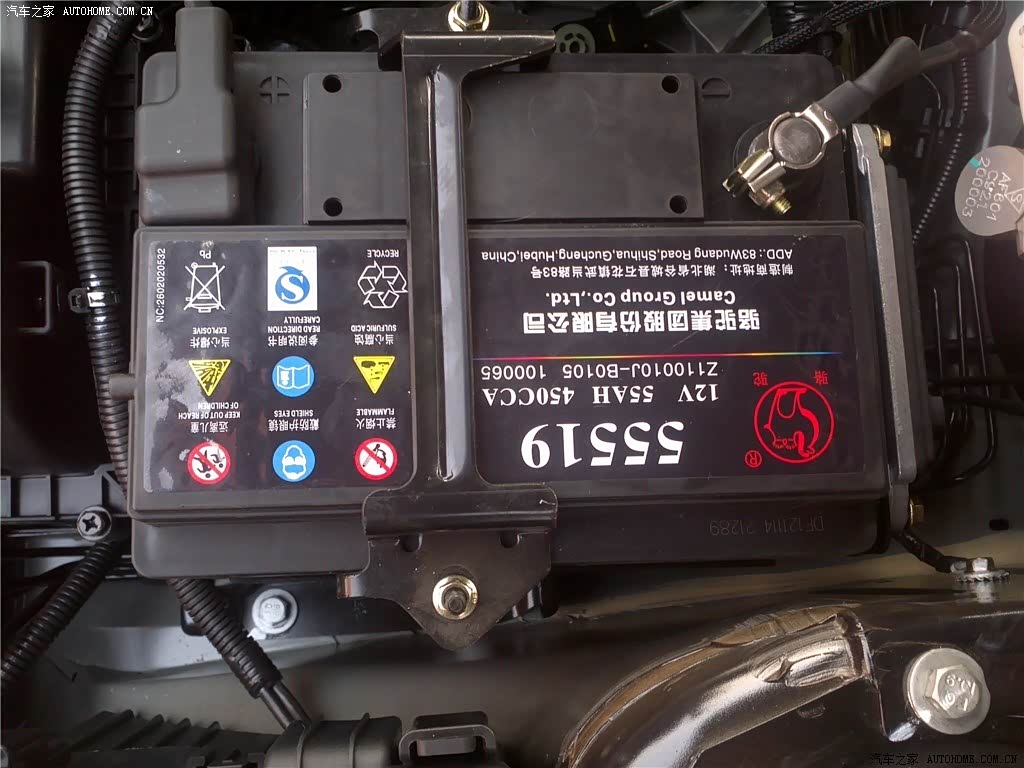 汽车之家 AUTOHOME.COM.CN
55519
12V 55AH 450CCA
Z110010J-B0105 100065
骆 驼
®
骆驼集团股份有限公司
Camel Group Co.,Ltd.
制造商地址：湖北省谷城县石花镇武当路83号
ADD.: 83Wudang Road,Shihua,Gucheng,Hubei,China
禁止烟火
FLAMMABLE
戴防护眼镜
SHIELD EYES
远离儿童
KEEP OUT OF REACH
OF CHILDREN
当心腐蚀
SULFURIC ACID
参阅说明书
READ DIRECTION
CAREFULLY
当心爆炸
EXPLOSIVE
RECYCLE
S
Pb
NC:2602020532
DF121114 21289
200603
汽车之家 AUTOHOME.COM.CN